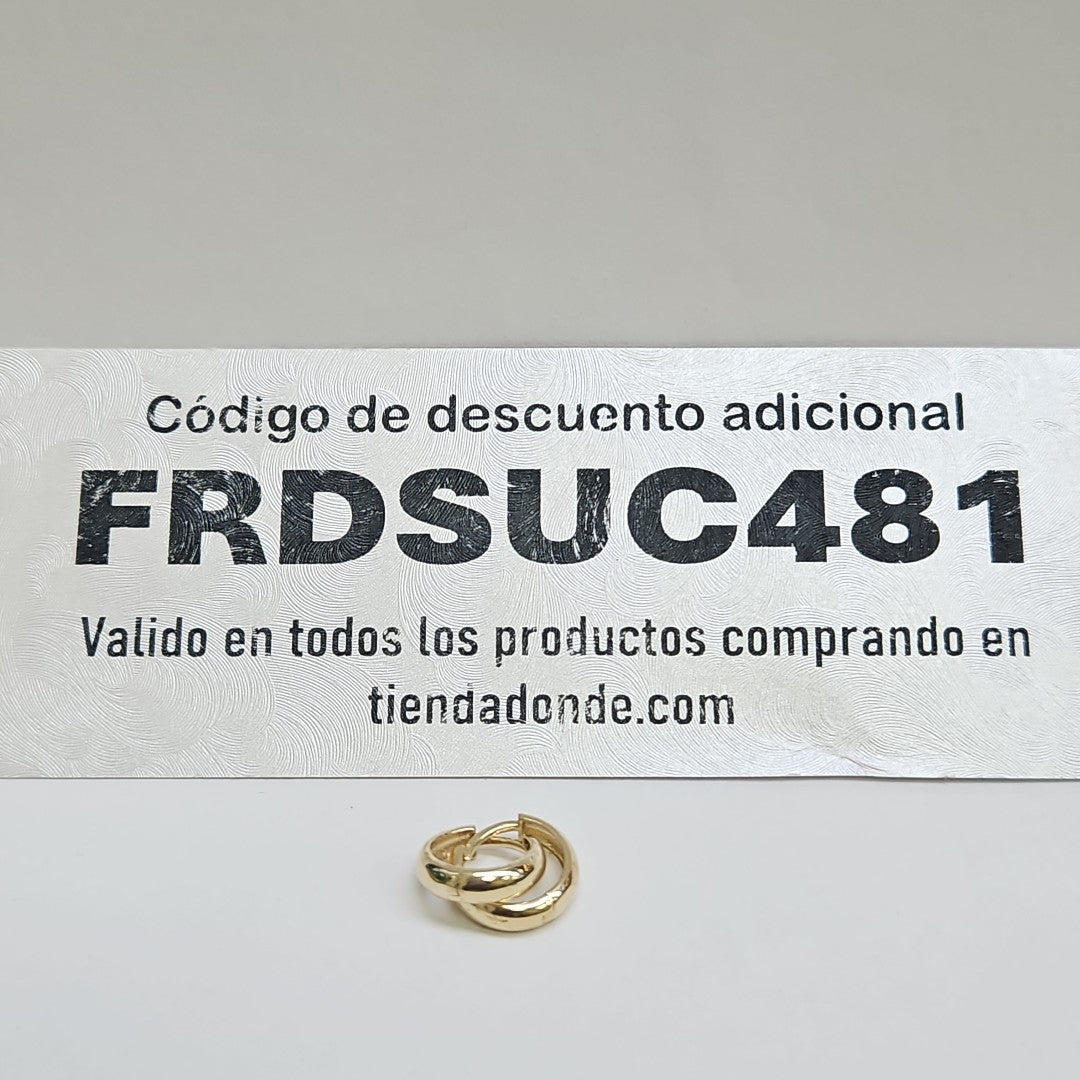 Código de descuento adicional
FRDSUC481
Valido en todos los productos comprando en
tiendadonde.com